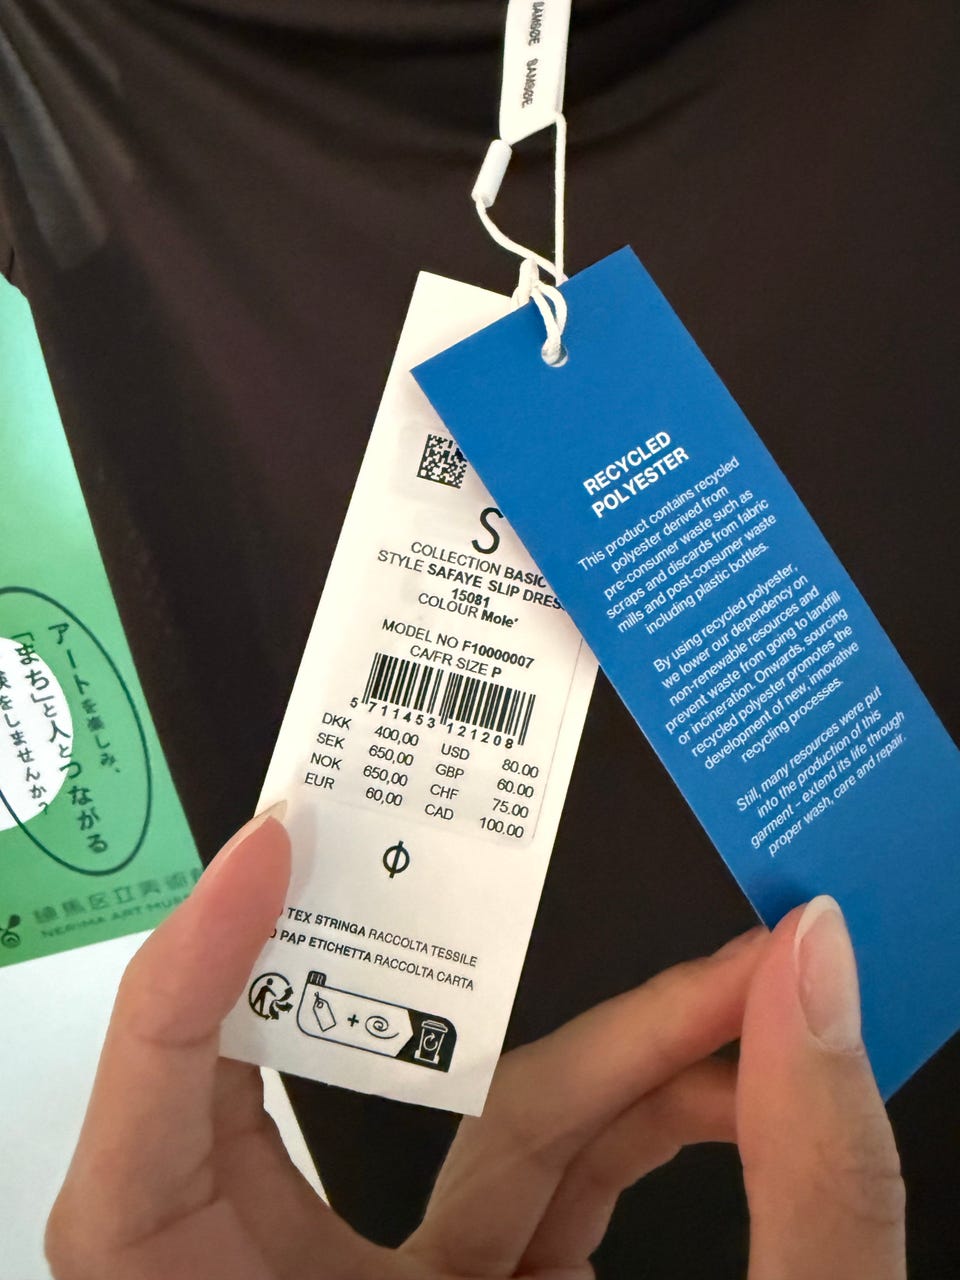 SAMSØE SAMSØE
S
COLLECTION BASIC
STYLE SAFAYE SLIP DRES
15081
COLOUR Mole*
MODEL NO F10000007
CA/FR SIZE P
5 711453 121208
DKK 400,00 USD 80.00
SEK 650,00 GBP 60.00
NOK 650,00 CHF 75.00
EUR 60,00 CAD 100.00
TEX STRINGA RACCOLTA TESSILE
PAP ETICHETTA RACCOLTA CARTA
RECYCLED
POLYESTER
This product contains recycled
polyester derived from
pre-consumer waste such as
scraps and discards from fabric
mills and post-consumer waste
including plastic bottles.
By using recycled polyester,
we lower our dependency on
non-renewable resources and
prevent waste from going to landfill
or incineration. Onwards, sourcing
recycled polyester promotes the
development of new, innovative
recycling processes.
Still, many resources were put
into the production of this
garment – extend its life through
proper wash, care and repair.
アートを楽しみ、
「まち」と人とつながる
をしませんか?
練馬区立美術
NERIMA ART MUSE